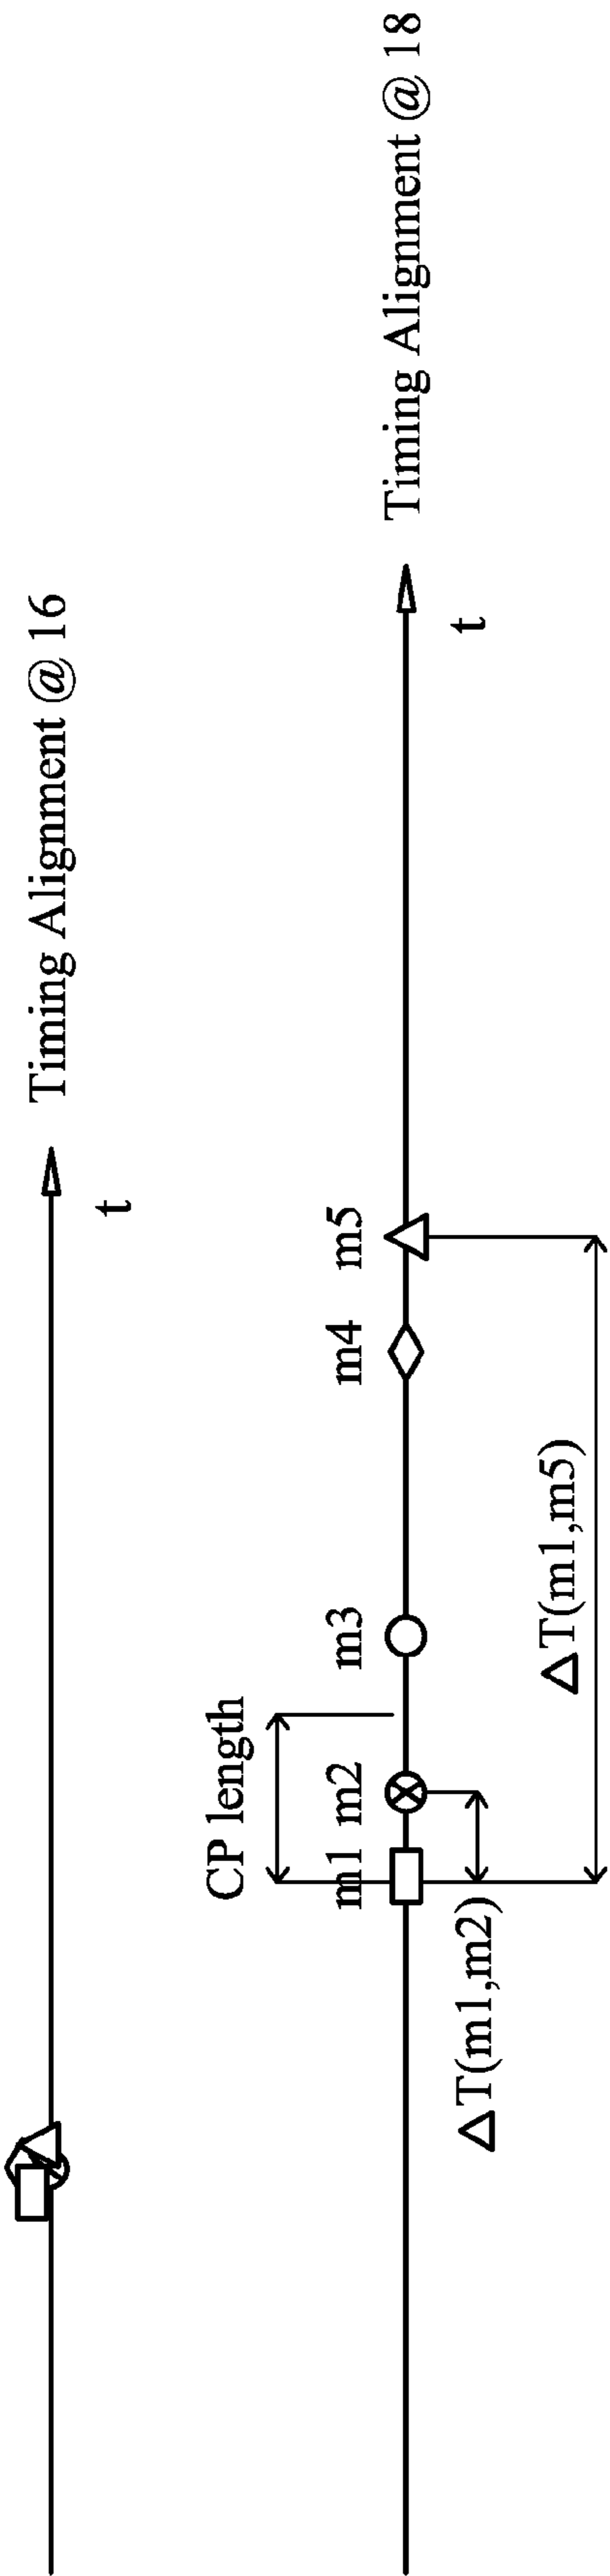 Timing Alignment @ 16
t
Timing Alignment @ 18
t
CP length
m1 m2 m3 m4 m5
ΔT(m1,m2)
ΔT(m1,m5)